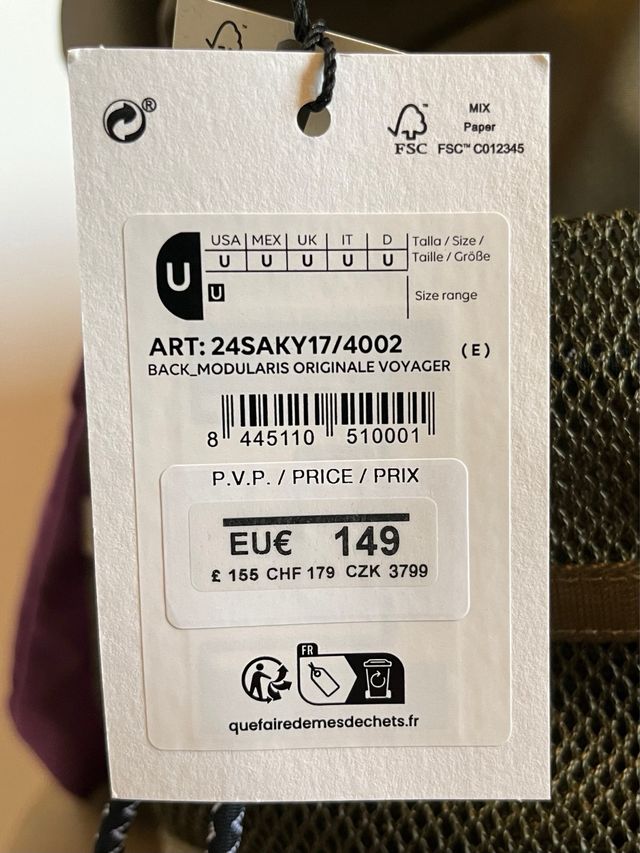 ®
MIX
Paper
FSC FSC™ C012345
USA MEX UK IT D Talla / Size /
U U U U U U Taille / Größe
U Size range
ART: 24SAKY17/4002 (E)
BACK_MODULARIS ORIGINALE VOYAGER
8 445110 510001
P.V.P. / PRICE / PRIX
EU€ 149
£ 155 CHF 179 CZK 3799
FR
quefairedemesdechets.fr